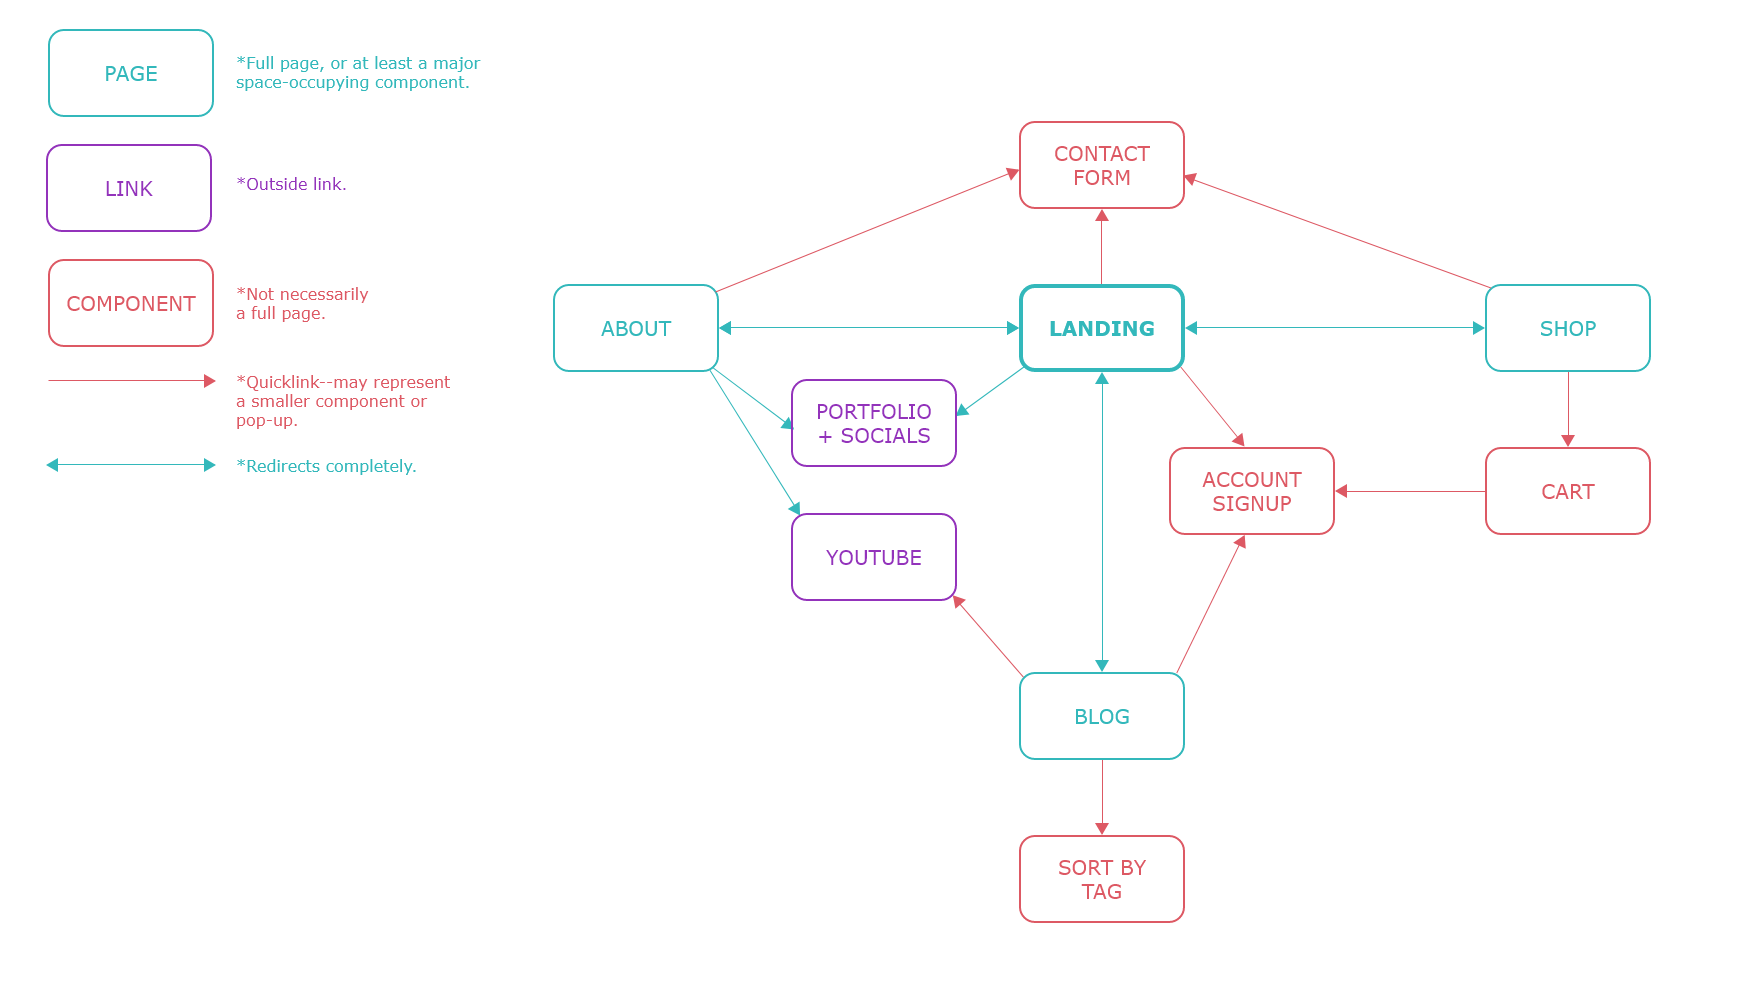 PAGE
*Full page, or at least a major
space-occupying component.
LINK
*Outside link.
COMPONENT
*Not necessarily
a full page.
*Quicklink--may represent
a smaller component or
pop-up.
*Redirects completely.
CONTACT
FORM
ABOUT
LANDING
SHOP
PORTFOLIO
+ SOCIALS
ACCOUNT
SIGNUP
CART
YOUTUBE
BLOG
SORT BY
TAG